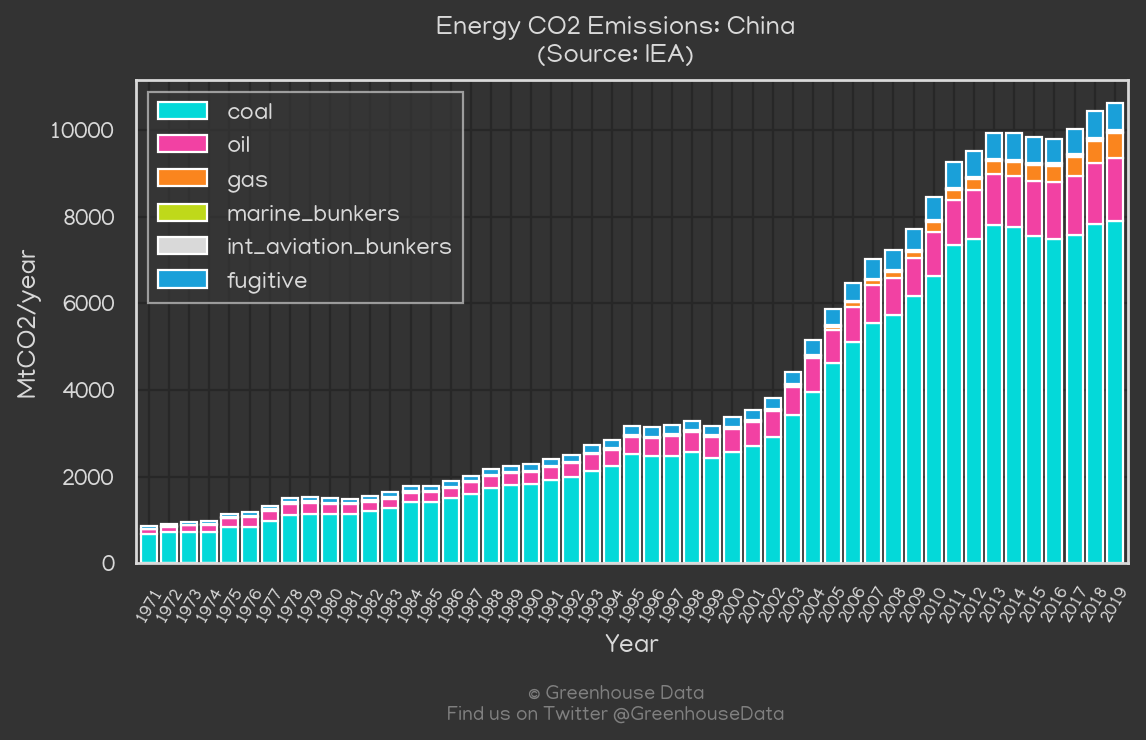 Energy CO2 Emissions: China
(Source: IEA)
coal
oil
gas
marine_bunkers
int_aviation_bunkers
fugitive
MtCO2/year
10000
8000
6000
4000
2000
0
1971 1972 1973 1974 1975 1976 1977 1978 1979 1980 1981 1982 1983 1984 1985 1986 1987 1988 1989 1990 1991 1992 1993 1994 1995 1996 1997 1998 1999 2000 2001 2002 2003 2004 2005 2006 2007 2008 2009 2010 2011 2012 2013 2014 2015 2016 2017 2018 2019
Year
© Greenhouse Data
Find us on Twitter @GreenhouseData